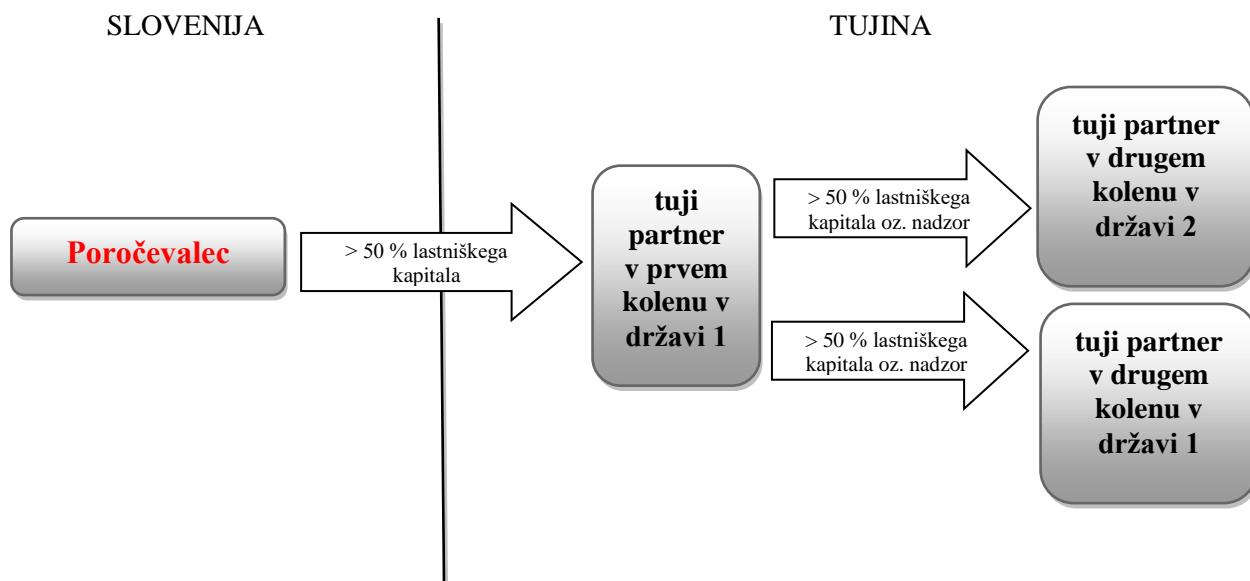 SLOVENIJA
TUJINA
Poročevalec
> 50 % lastniškega
kapitala
tuji
partner
v prvem
kolenu v
državi 1
> 50 % lastniškega
kapitala oz. nadzor
tuji partner
v drugem
kolenu v
državi 2
> 50 % lastniškega
kapitala oz. nadzor
tuji partner
v drugem
kolenu v
državi 1